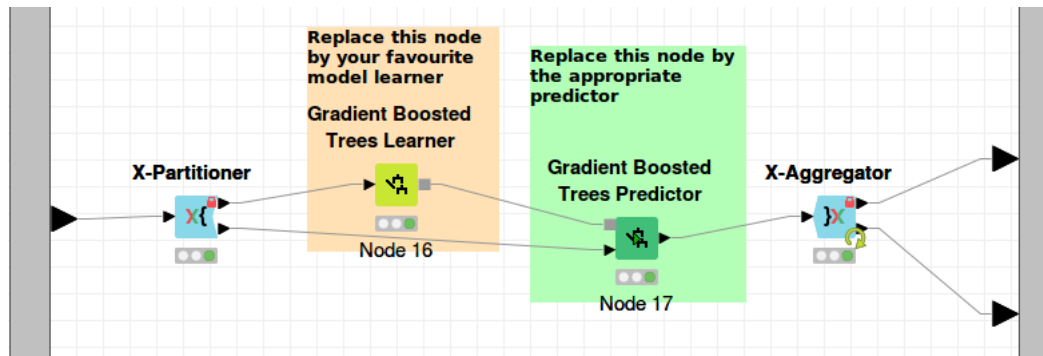 Replace this node
by your favourite
model learner
Gradient Boosted
Trees Learner
Node 16
Replace this node by
the appropriate
predictor
Gradient Boosted
Trees Predictor
Node 17
X-Partitioner
X{
X-Aggregator
}X